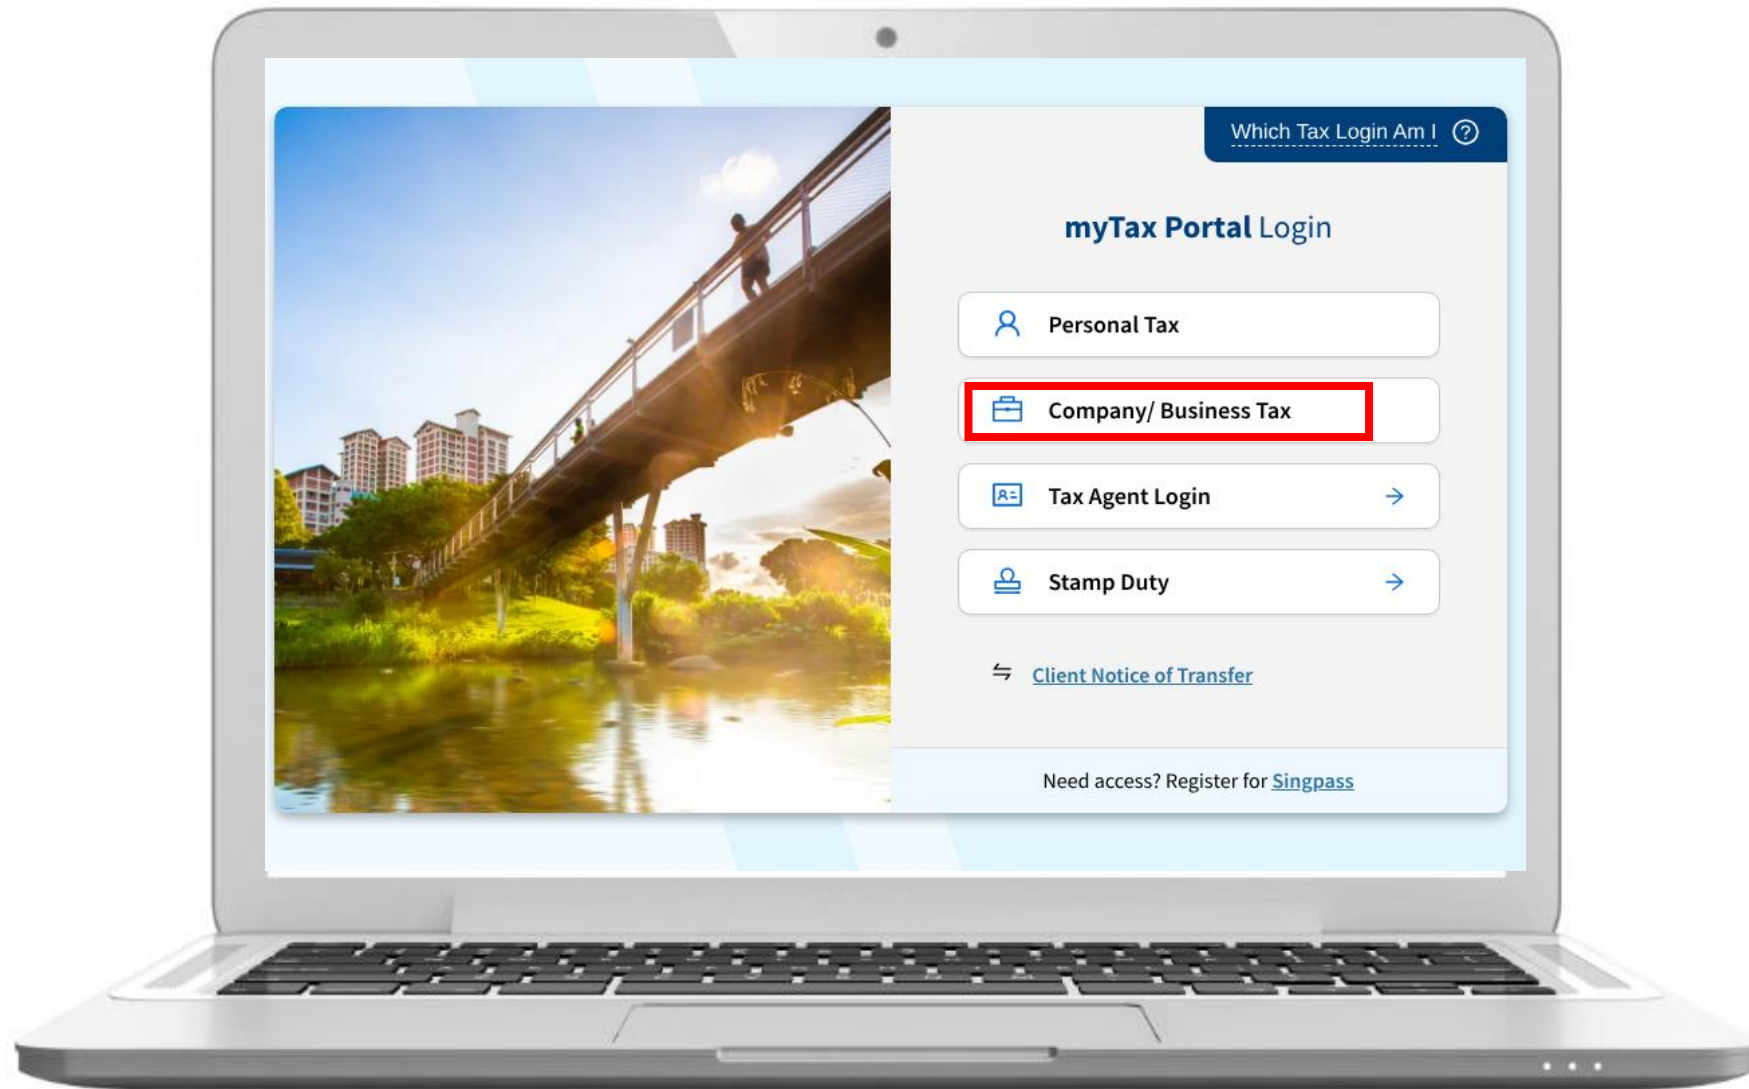 Which Tax Login Am I
myTax Portal Login
Personal Tax
Company/ Business Tax
Tax Agent Login
Stamp Duty
Client Notice of Transfer
Need access? Register for Singpass